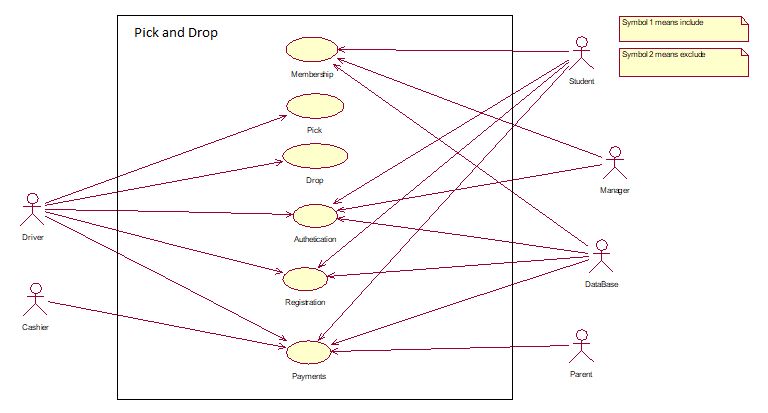 Pick and Drop
Symbol 1 means include
Symbol 2 means exclude
Membership
Student
Pick
Drop
Manager
Driver
Authetication
DataBase
Registration
Cashier
Payments
Parent